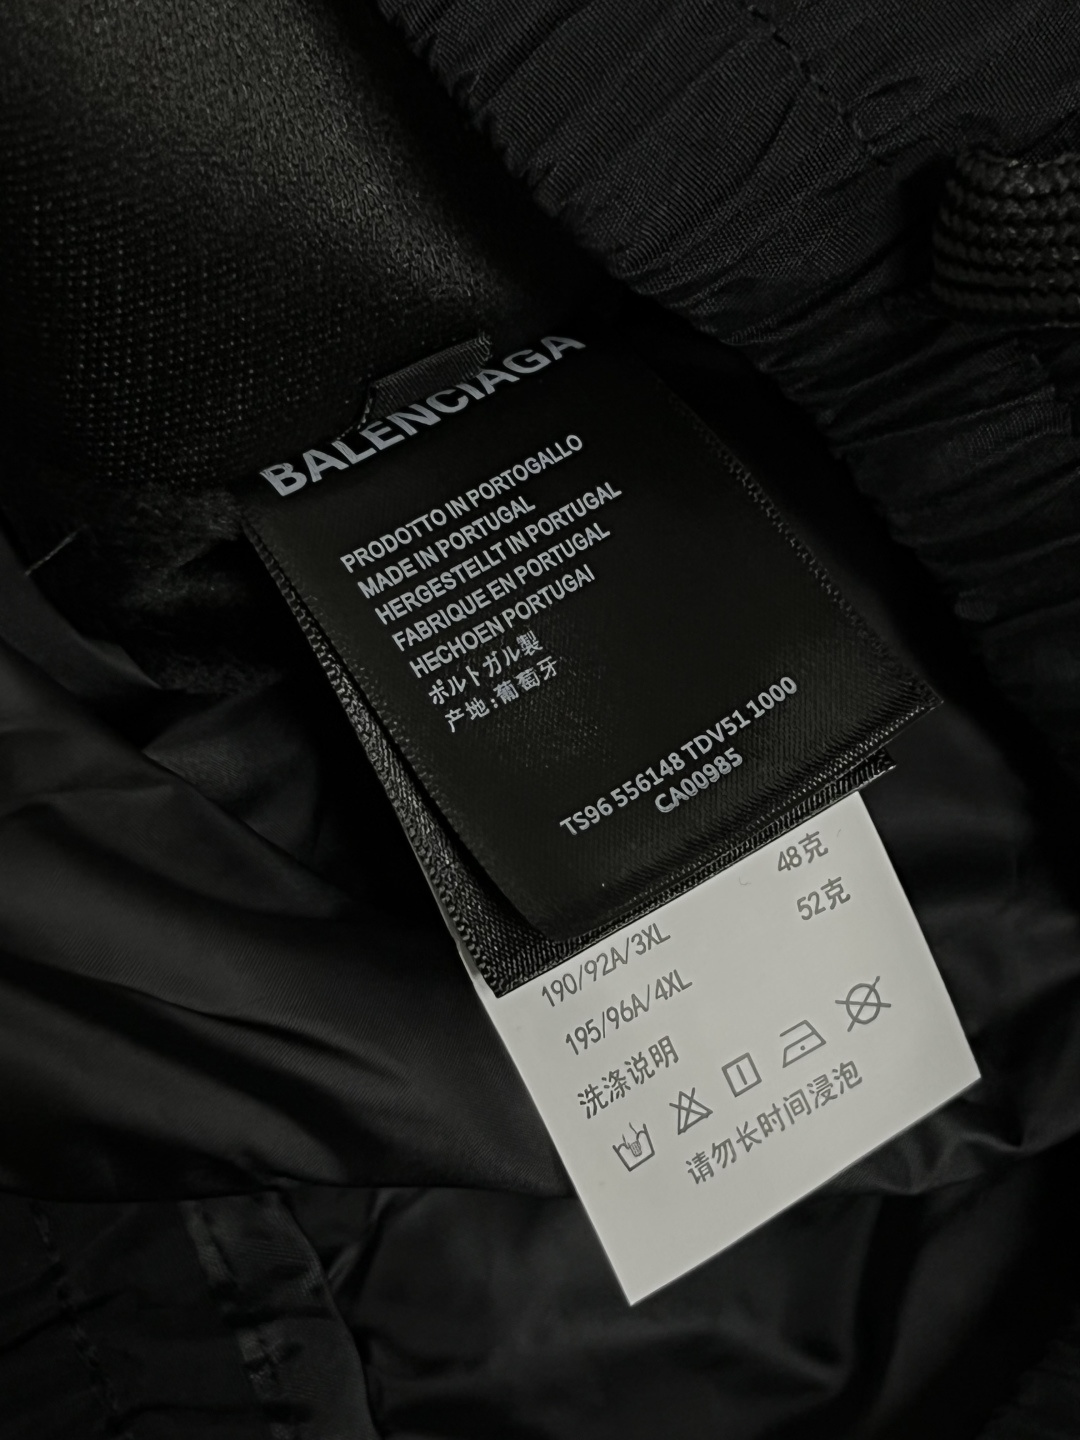 BALENCIAGA
PRODOTTO IN PORTOGALLO
MADE IN PORTUGAL
HERGESTELLT IN PORTUGAL
FABRIQUE EN PORTUGAL
HECHOEN PORTUGAI
ポルトガル製
产地:葡萄牙
TS96 556148 TDV51 1000
CA00985
48克
52克
190/92A/3XL
195/96A/4XL
洗涤说明
请勿长时间浸泡